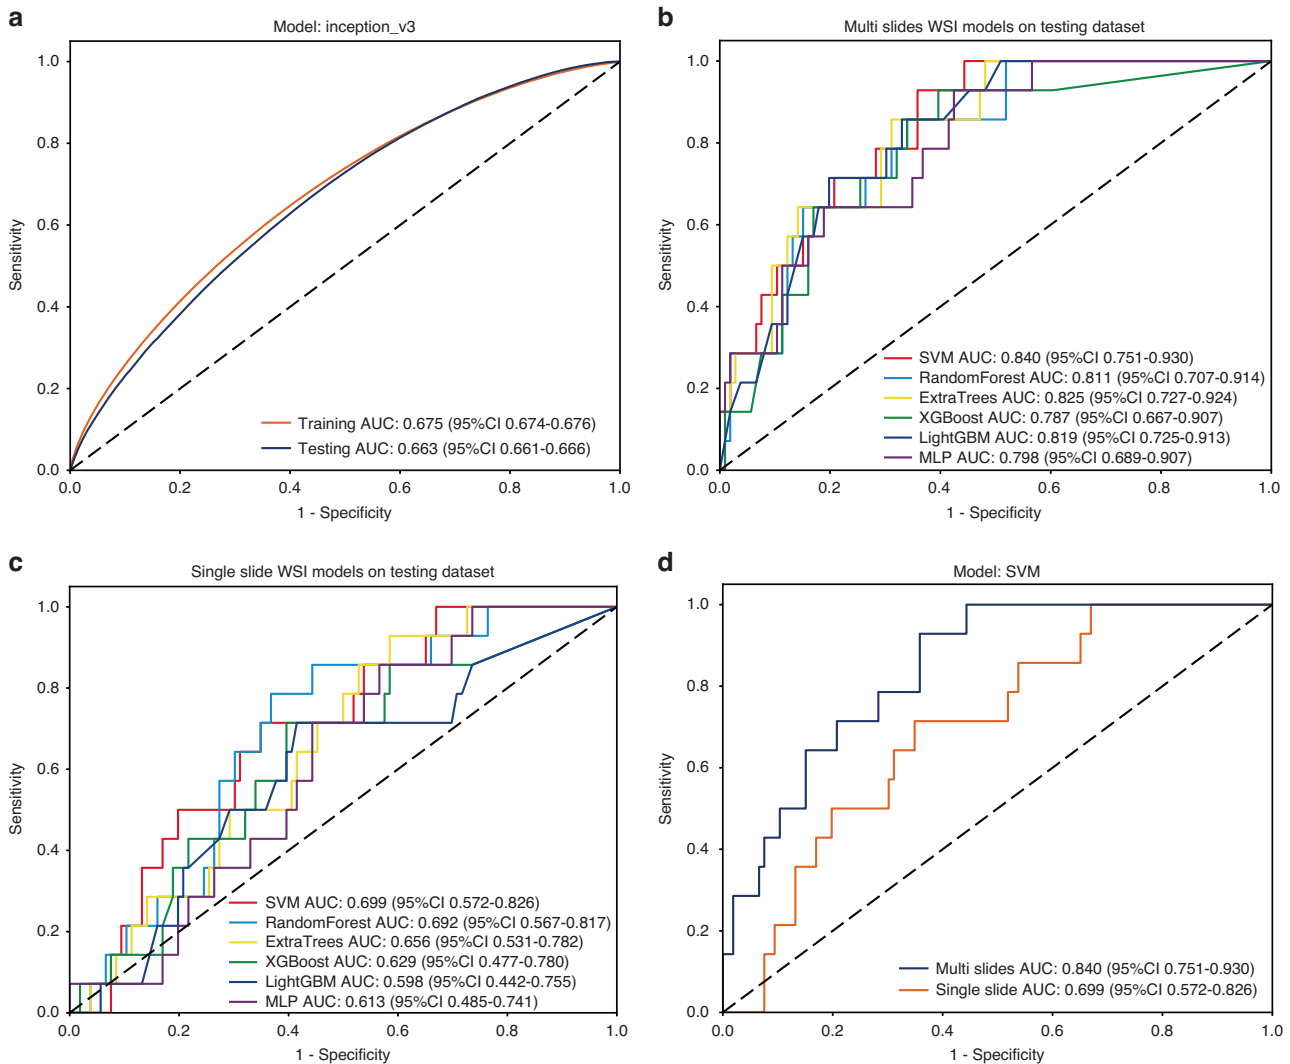 a
Model: inception_v3
Sensitivity
1.0
0.8
0.6
0.4
0.2
0.0
Training AUC: 0.675 (95%CI 0.674-0.676)
Testing AUC: 0.663 (95%CI 0.661-0.666)
0.0 0.2 0.4 0.6 0.8 1.0
1 - Specificity
b
Multi slides WSI models on testing dataset
Sensitivity
1.0
0.8
0.6
0.4
0.2
0.0
SVM AUC: 0.840 (95%CI 0.751-0.930)
RandomForest AUC: 0.811 (95%CI 0.707-0.914)
ExtraTrees AUC: 0.825 (95%CI 0.727-0.924)
XGBoost AUC: 0.787 (95%CI 0.667-0.907)
LightGBM AUC: 0.819 (95%CI 0.725-0.913)
MLP AUC: 0.798 (95%CI 0.689-0.907)
0.0 0.2 0.4 0.6 0.8 1.0
1 - Specificity
c
Single slide WSI models on testing dataset
Sensitivity
1.0
0.8
0.6
0.4
0.2
0.0
SVM AUC: 0.699 (95%CI 0.572-0.826)
RandomForest AUC: 0.692 (95%CI 0.567-0.817)
ExtraTrees AUC: 0.656 (95%CI 0.531-0.782)
XGBoost AUC: 0.629 (95%CI 0.477-0.780)
LightGBM AUC: 0.598 (95%CI 0.442-0.755)
MLP AUC: 0.613 (95%CI 0.485-0.741)
0.0 0.2 0.4 0.6 0.8 1.0
1 - Specificity
d
Model: SVM
Sensitivity
1.0
0.8
0.6
0.4
0.2
0.0
Multi slides AUC: 0.840 (95%CI 0.751-0.930)
Single slide AUC: 0.699 (95%CI 0.572-0.826)
0.0 0.2 0.4 0.6 0.8 1.0
1 - Specificity